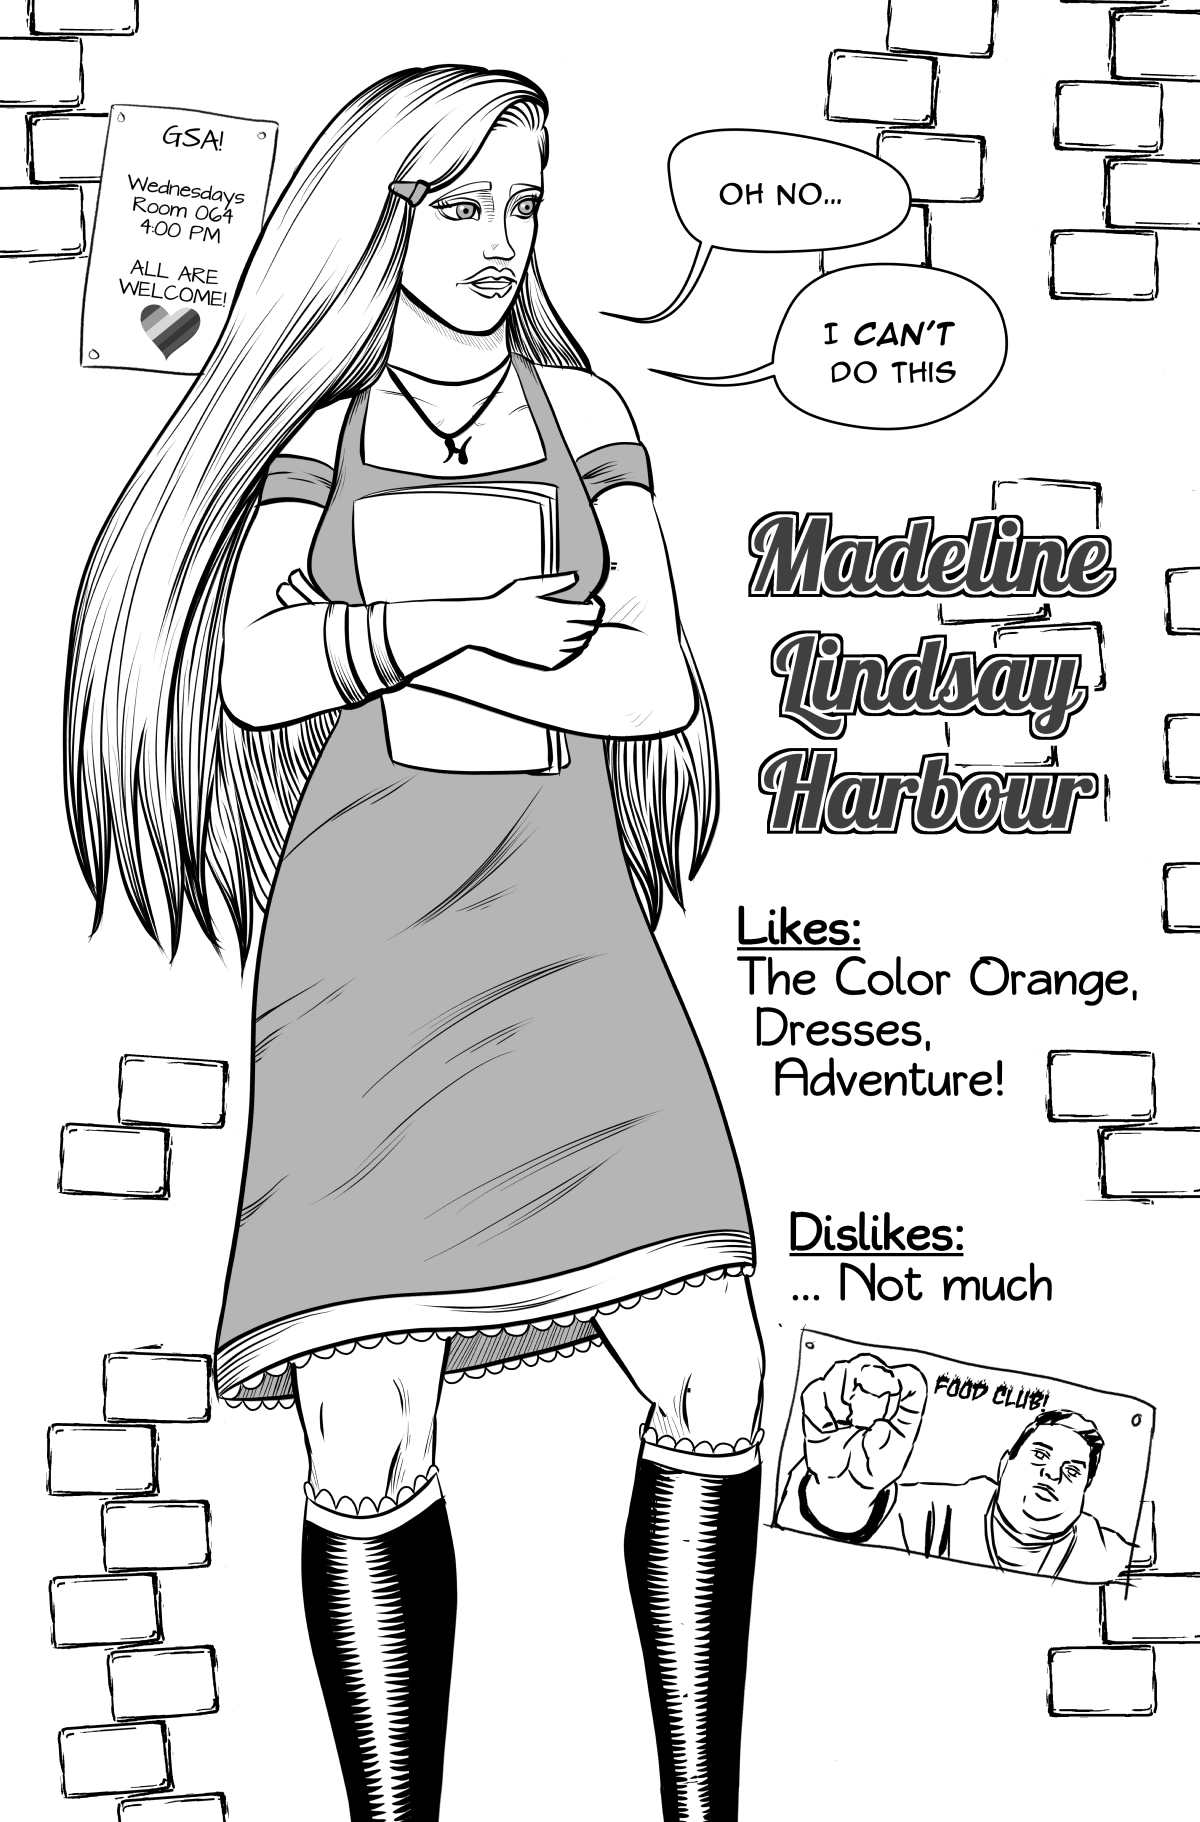 GSA!
Wednesdays
Room 064
4:00 PM
ALL ARE
WELCOME!
OH NO...
I CAN'T
DO THIS
H
Madeline
Lindsay
Harbour
Likes:
The Color Orange,
Dresses,
Adventure!
Dislikes:
... Not much
FOOD CLUB!